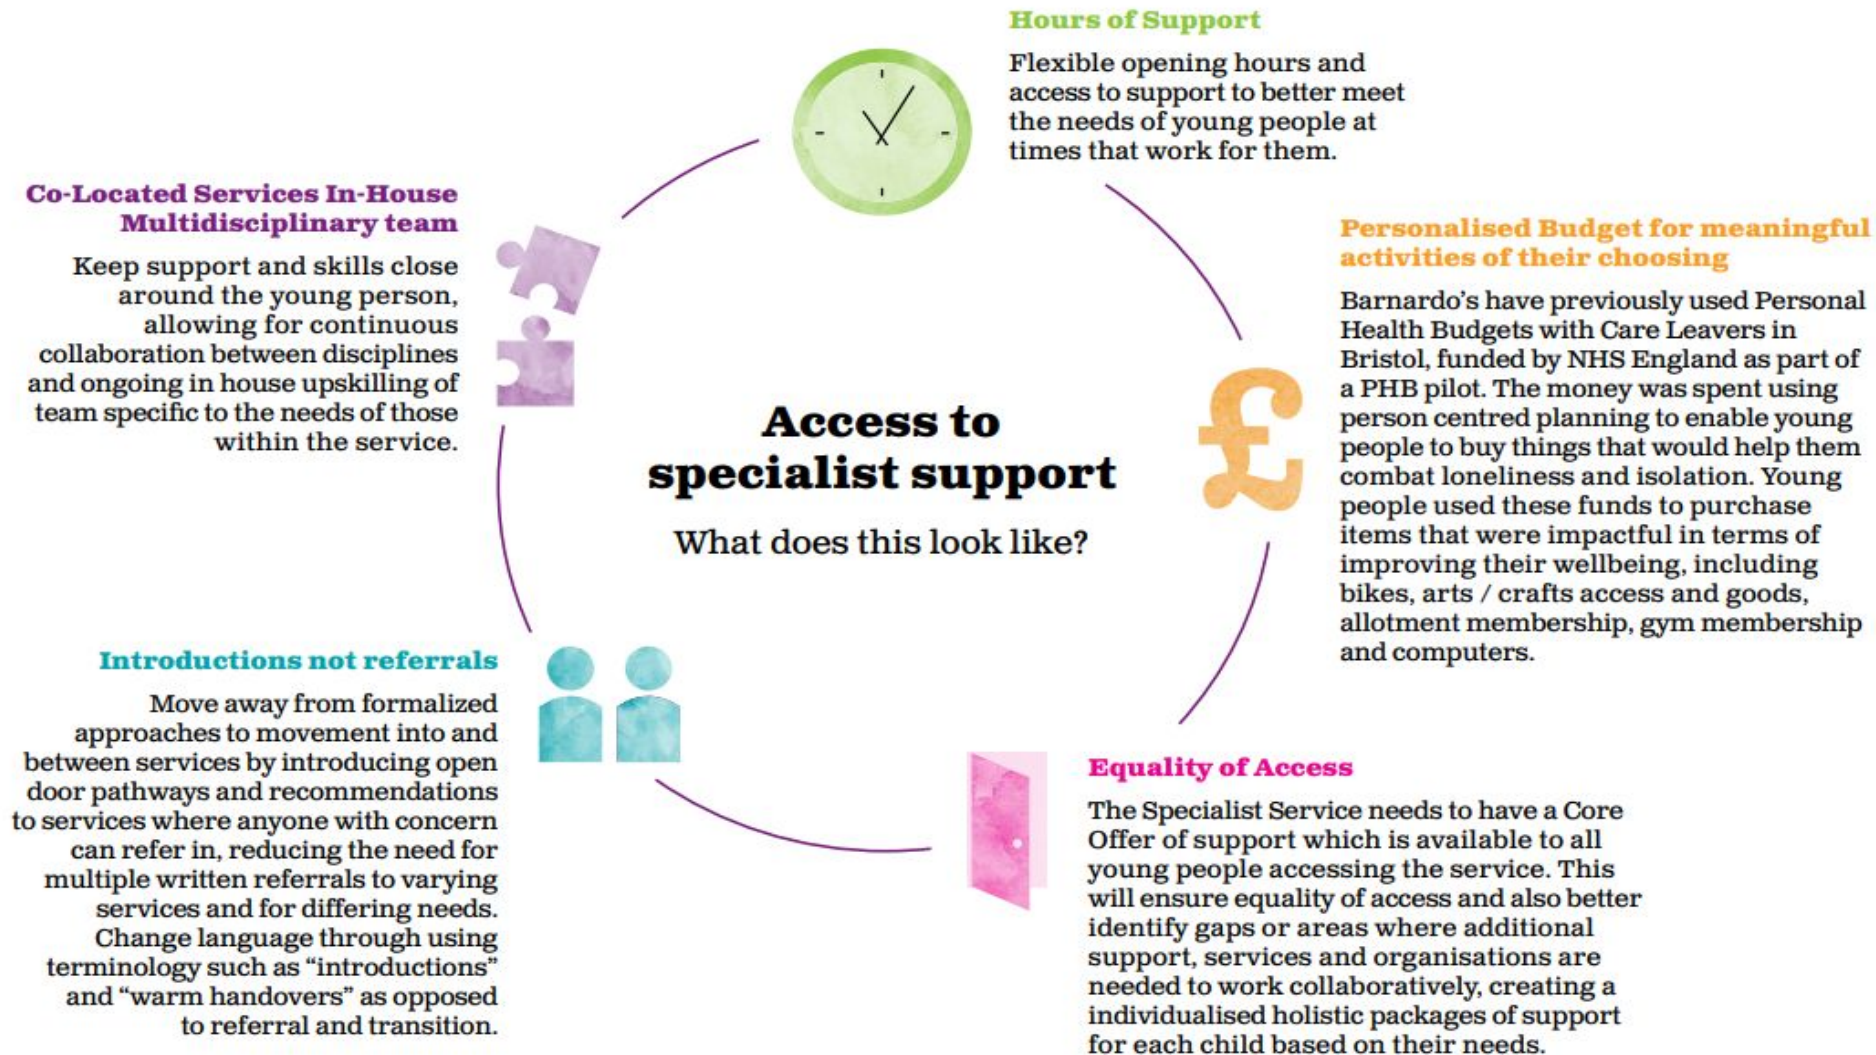 Hours of Support
Flexible opening hours and
access to support to better meet
the needs of young people at
times that work for them.
Personalised Budget for meaningful
activities of their choosing
Barnardo's have previously used Personal
Health Budgets with Care Leavers in
Bristol, funded by NHS England as part of
a PHB pilot. The money was spent using
person centred planning to enable young
people to buy things that would help them
combat loneliness and isolation. Young
people used these funds to purchase
items that were impactful in terms of
improving their wellbeing, including
bikes, arts / crafts access and goods,
allotment membership, gym membership
and computers.
Equality of Access
The Specialist Service needs to have a Core
Offer of support which is available to all
young people accessing the service. This
will ensure equality of access and also better
identify gaps or areas where additional
support, services and organisations are
needed to work collaboratively, creating a
individualised holistic packages of support
for each child based on their needs.
Introductions not referrals
Move away from formalized
approaches to movement into and
between services by introducing open
door pathways and recommendations
to services where anyone with concern
can refer in, reducing the need for
multiple written referrals to varying
services and for differing needs.
Change language through using
terminology such as “introductions”
and “warm handovers” as opposed
to referral and transition.
Co-Located Services In-House
Multidisciplinary team
Keep support and skills close
around the young person,
allowing for continuous
collaboration between disciplines
and ongoing in house upskilling of
team specific to the needs of those
within the service.
Access to
specialist support
What does this look like?
£